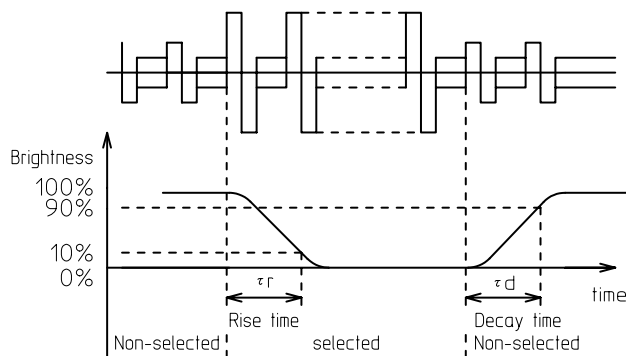 Brightness
100%
90%
10%
0%
τr
τd
time
Rise time
Decay time
Non-selected
selected
Non-selected